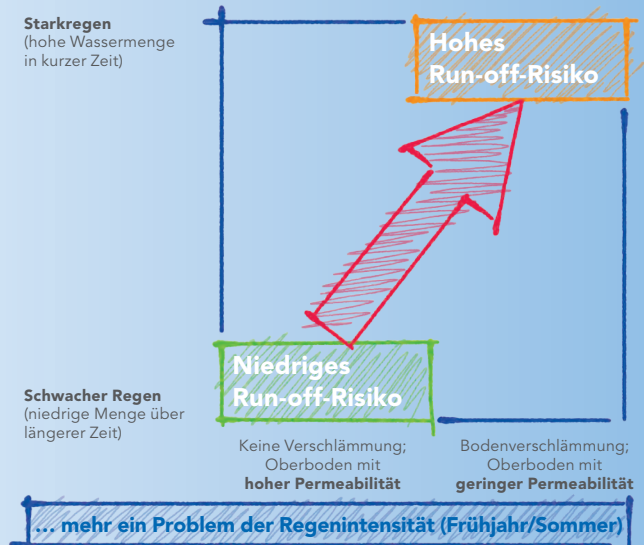 Starkregen
(hohe Wassermenge
in kurzer Zeit)
Hohes
Run-off-Risiko
Niedriges
Run-off-Risiko
Schwacher Regen
(niedrige Menge über
längerer Zeit)
Keine Verschlämmung;
Oberboden mit
hoher Permeabilität
Bodenverschlämmung;
Oberboden mit
geringer Permeabilität
... mehr ein Problem der Regenintensität (Frühjahr/Sommer)